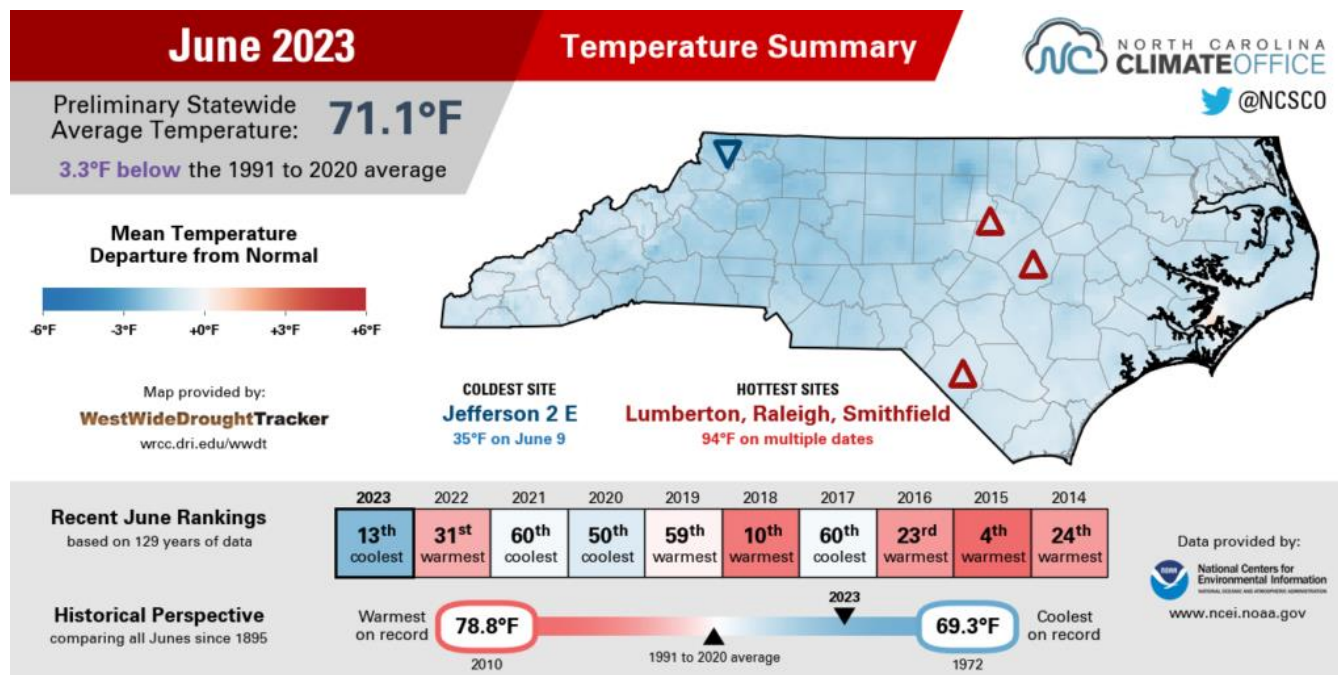 June 2023
Temperature Summary
NORTH CAROLINA
CLIMATEOFFICE
@NCSCO
Preliminary Statewide
Average Temperature:
71.1°F
3.3°F below the 1991 to 2020 average
Mean Temperature
Departure from Normal
-6°F -3°F +0°F +3°F +6°F
Map provided by:
WestWideDroughtTracker
wrcc.dri.edu/wwdt
COLDEST SITE
Jefferson 2 E
35°F on June 9
HOTTEST SITES
Lumberton, Raleigh, Smithfield
94°F on multiple dates
Recent June Rankings
based on 129 years of data
2023 2022 2021 2020 2019 2018 2017 2016 2015 2014
13th 31st 60th 50th 59th 10th 60th 23rd 4th 24th
coolest warmest coolest coolest warmest warmest coolest warmest warmest warmest
Historical Perspective
comparing all Junes since 1895
Warmest
on record
78.8°F
2010
1991 to 2020 average
2023
69.3°F
1972
Coolest
on record
Data provided by:
NOAA
National Centers for
Environmental Information
NATIONAL OCEANIC AND ATMOSPHERIC ADMINISTRATION
www.ncei.noaa.gov